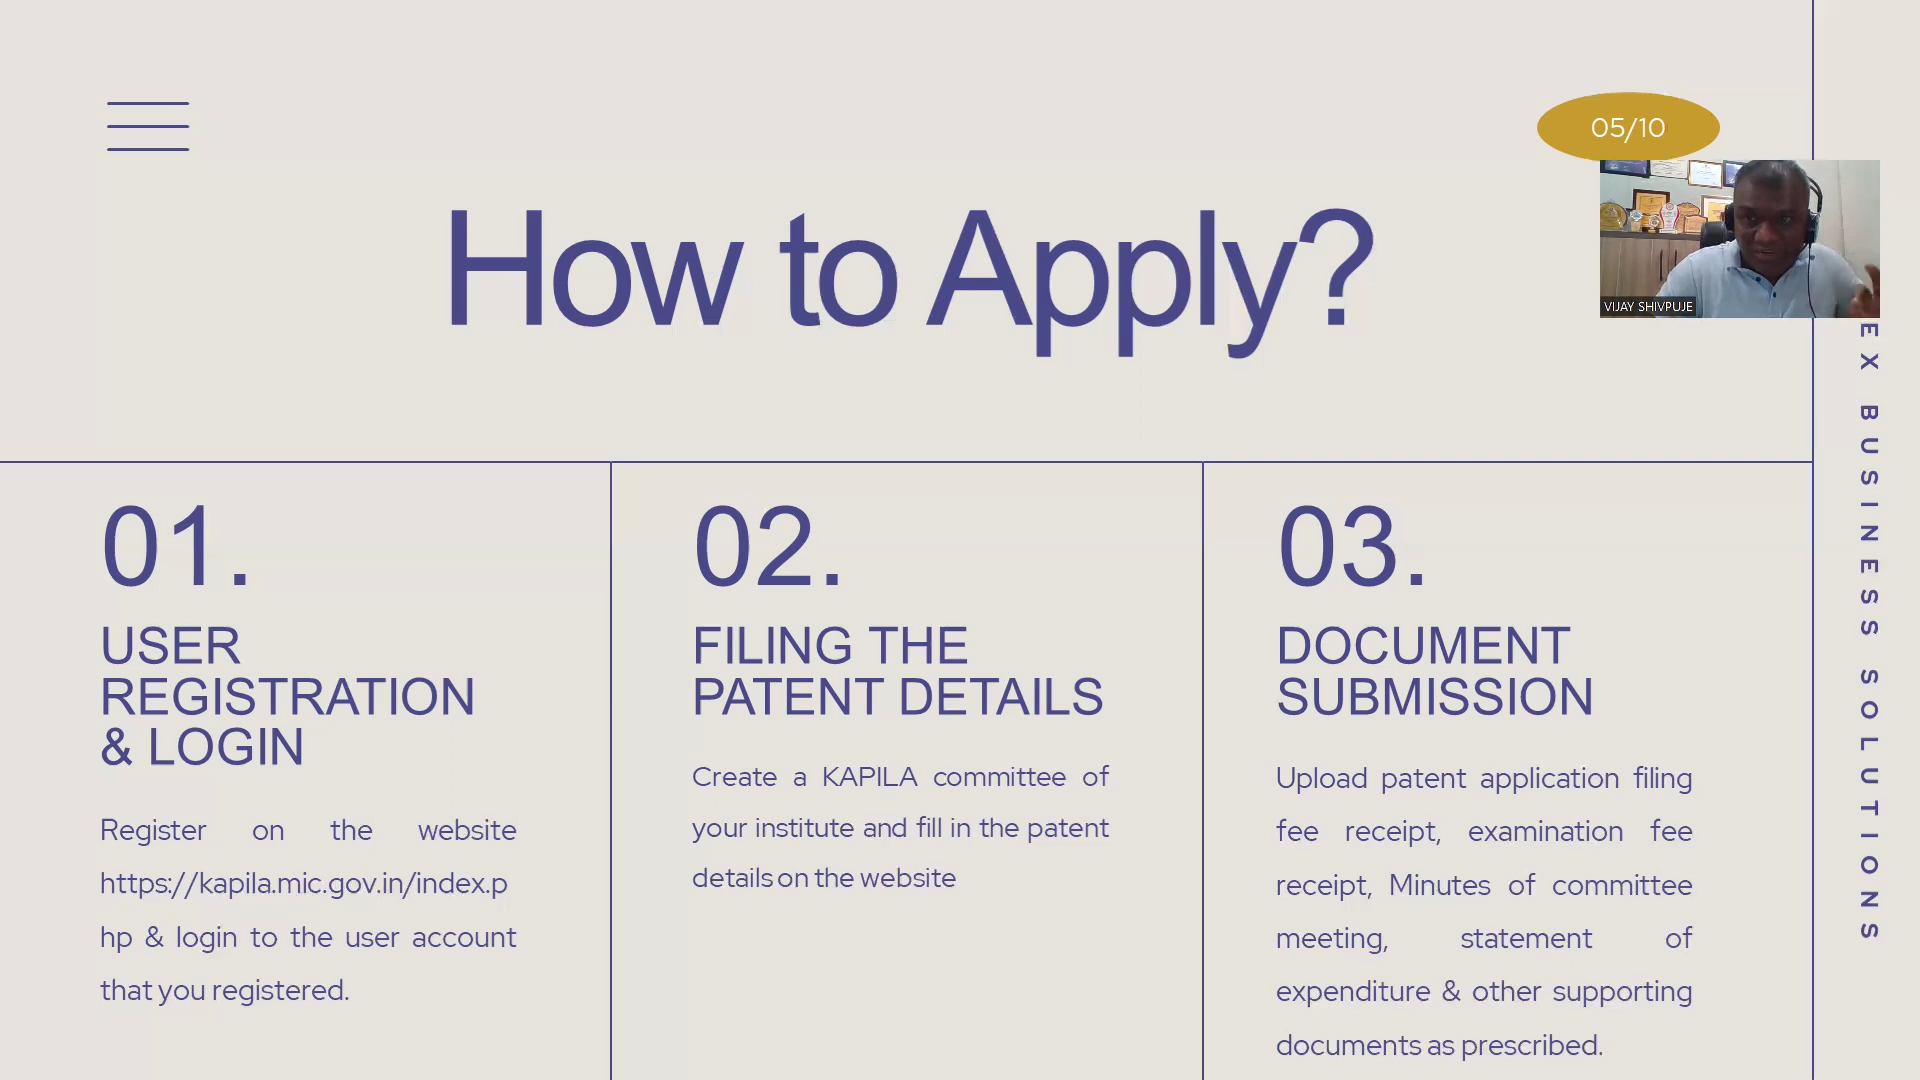 05/10
How to Apply?
VIJAY SHIVPUJE
01.
USER
REGISTRATION
& LOGIN
Register on the website
https://kapila.mic.gov.in/index.p
hp & login to the user account
that you registered.
02.
FILING THE
PATENT DETAILS
Create a KAPILA committee of
your institute and fill in the patent
details on the website
03.
DOCUMENT
SUBMISSION
Upload patent application filing
fee receipt, examination fee
receipt, Minutes of committee
meeting, statement of
expenditure & other supporting
documents as prescribed.
EX BUSINESS SOLUTIONS